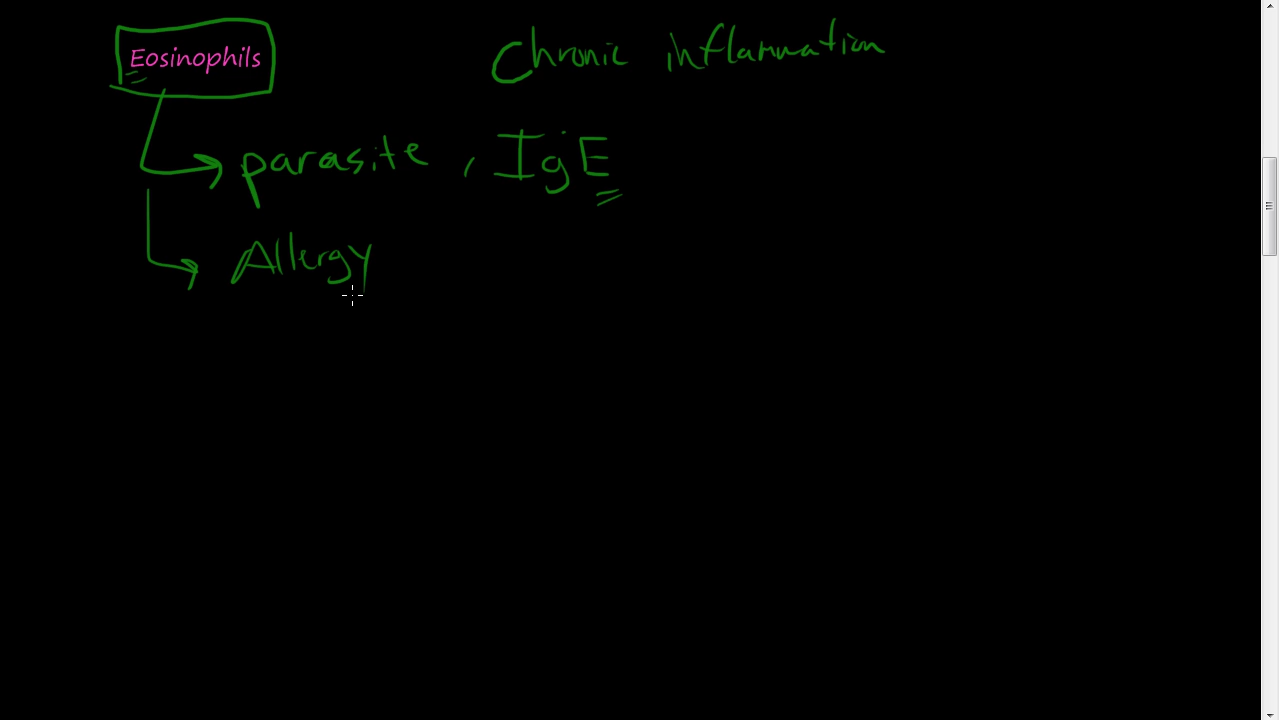 Eosinophils
Chronic inflammation
parasite, IgE
Allergy